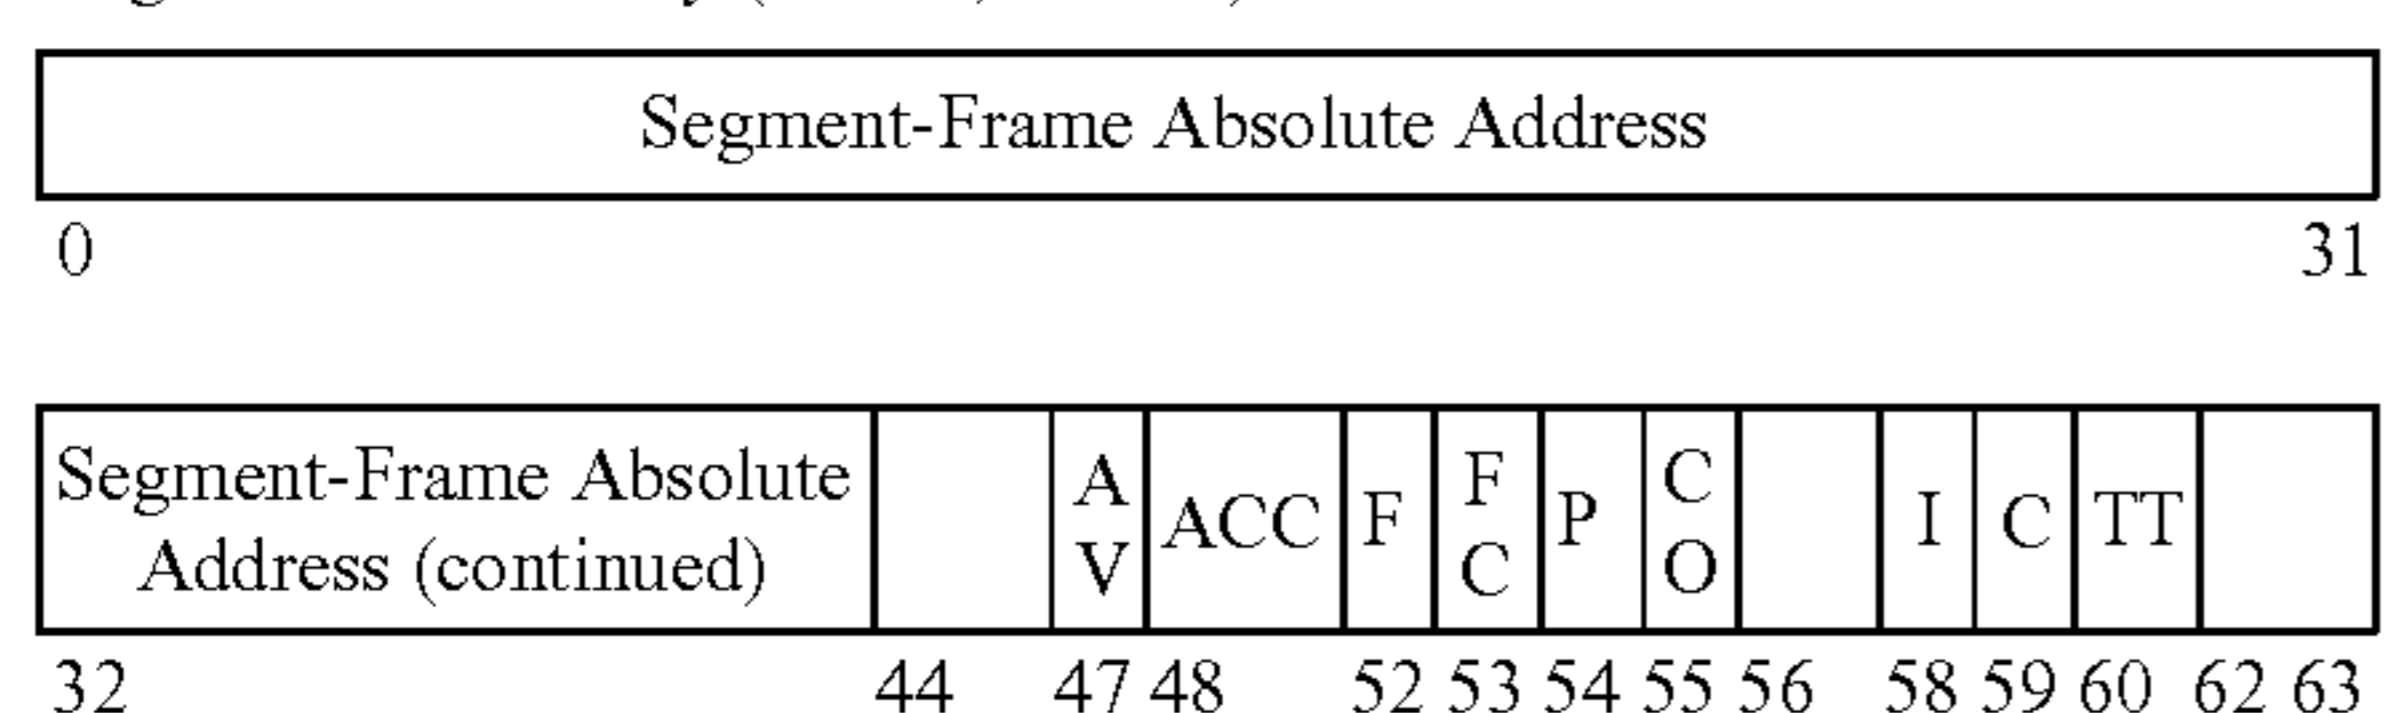 Segment-Frame Absolute Address
0 31
Segment-Frame Absolute
Address (continued)
A
V
ACC
F
F
C
P
C
O
I
C
TT
32 44 47 48 52 53 54 55 56 58 59 60 62 63